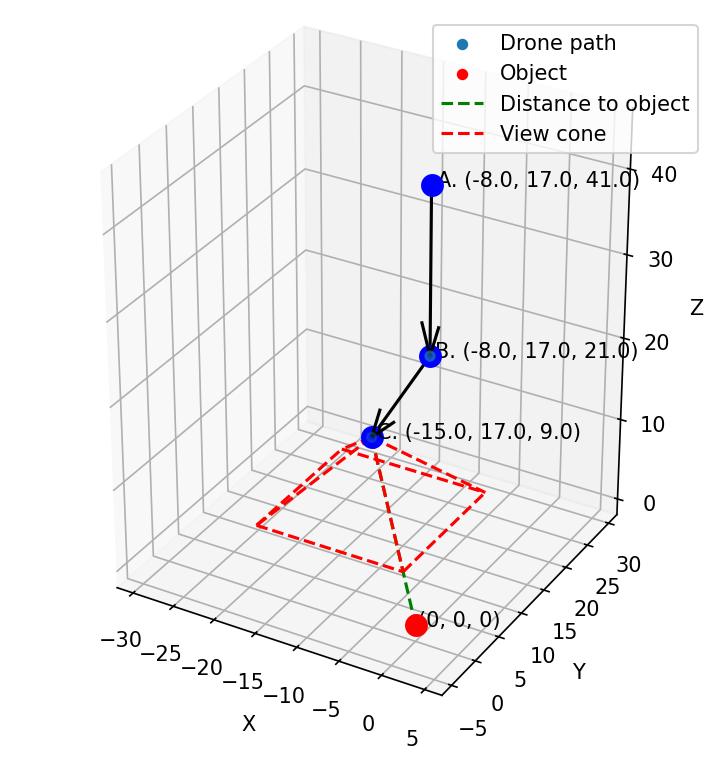 Drone path
Object
Distance to object
View cone
A. (-8.0, 17.0, 41.0)
B. (-8.0, 17.0, 21.0)
C. (-15.0, 17.0, 9.0)
(0, 0, 0)
40
30
20
10
0
Z
−30
−25
−20
−15
−10
−5
0
5
X
−5
0
5
10
15
20
25
30
Y